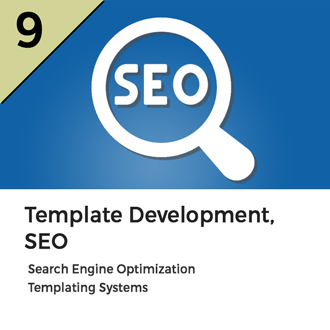 9
SEO
Template Development,
SEO
Search Engine Optimization
Templating Systems